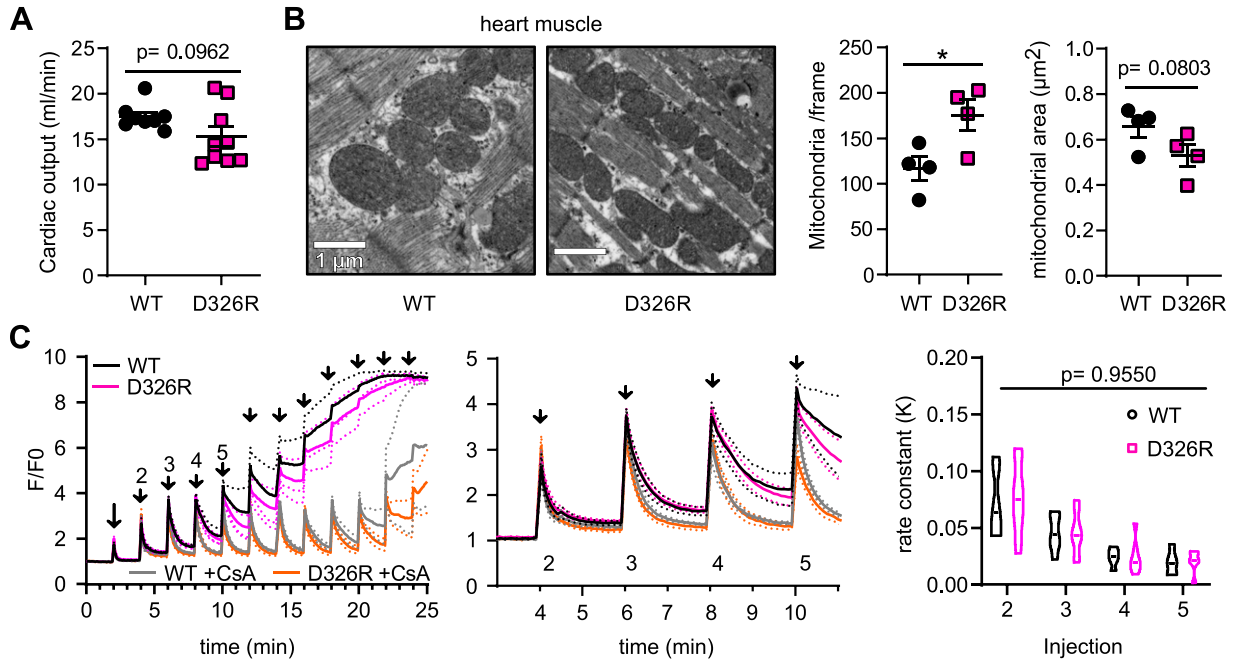 A
Cardiac output (ml/min)
25
20
15
10
5
0
p= 0.0962
WT
D326R
B
heart muscle
1 µm
WT
D326R
Mitochondria /frame
250
200
150
100
50
0
*
WT
D326R
mitochondrial area (µm²)
1.0
0.8
0.6
0.4
0.2
0.0
p= 0.0803
WT
D326R
C
F/F0
10
8
6
4
2
0
WT
D326R
2
3
4
5
WT +CsA
D326R +CsA
0
5
10
15
20
25
time (min)
5
4
3
2
1
0
2
3
4
5
4
5
6
7
8
9
10
time (min)
rate constant (K)
0.20
0.15
0.10
0.05
0.00
p= 0.9550
WT
D326R
2
3
4
5
Injection